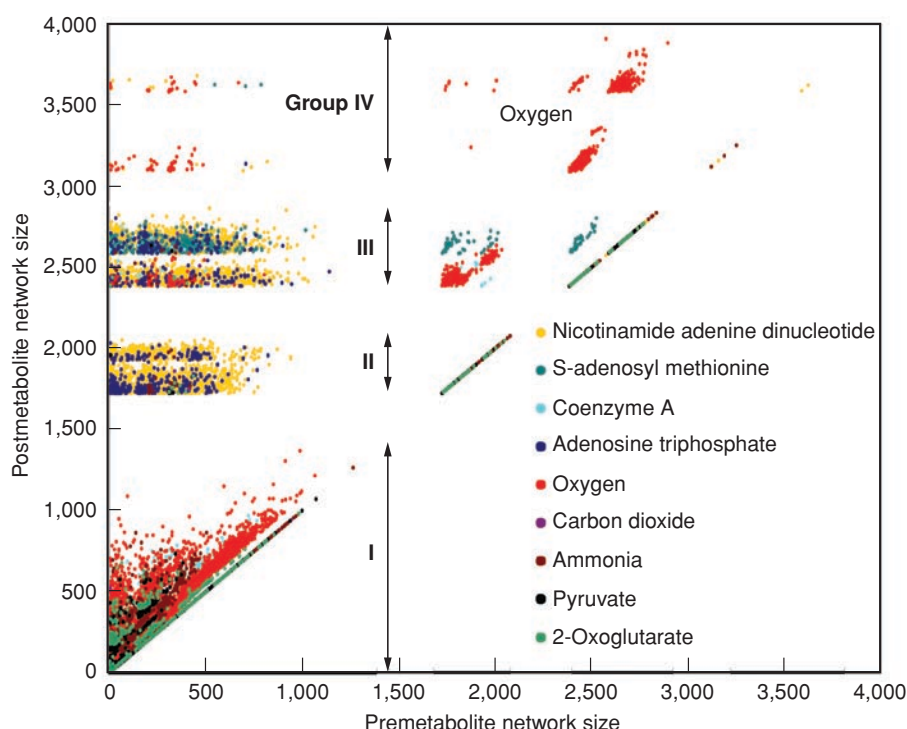 4,000
3,500
3,000
2,500
2,000
1,500
1,000
500
0
Postmetabolite network size
Group IV
III
II
I
Oxygen
Nicotinamide adenine dinucleotide
S-adenosyl methionine
Coenzyme A
Adenosine triphosphate
Oxygen
Carbon dioxide
Ammonia
Pyruvate
2-Oxoglutarate
0 500 1,000 1,500 2,000 2,500 3,000 3,500 4,000
Premetabolite network size